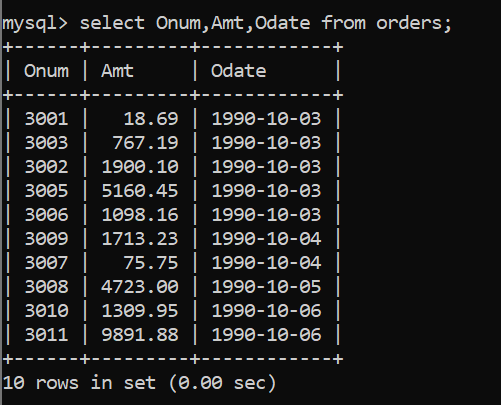 mysql> select Onum,Amt,Odate from orders;
+------+---------+------------+
| Onum | Amt     | Odate      |
+------+---------+------------+
| 3001 |   18.69 | 1990-10-03 |
| 3003 |  767.19 | 1990-10-03 |
| 3002 | 1900.10 | 1990-10-03 |
| 3005 | 5160.45 | 1990-10-03 |
| 3006 | 1098.16 | 1990-10-03 |
| 3009 | 1713.23 | 1990-10-04 |
| 3007 |   75.75 | 1990-10-04 |
| 3008 | 4723.00 | 1990-10-05 |
| 3010 | 1309.95 | 1990-10-06 |
| 3011 | 9891.88 | 1990-10-06 |
+------+---------+------------+
10 rows in set (0.00 sec)